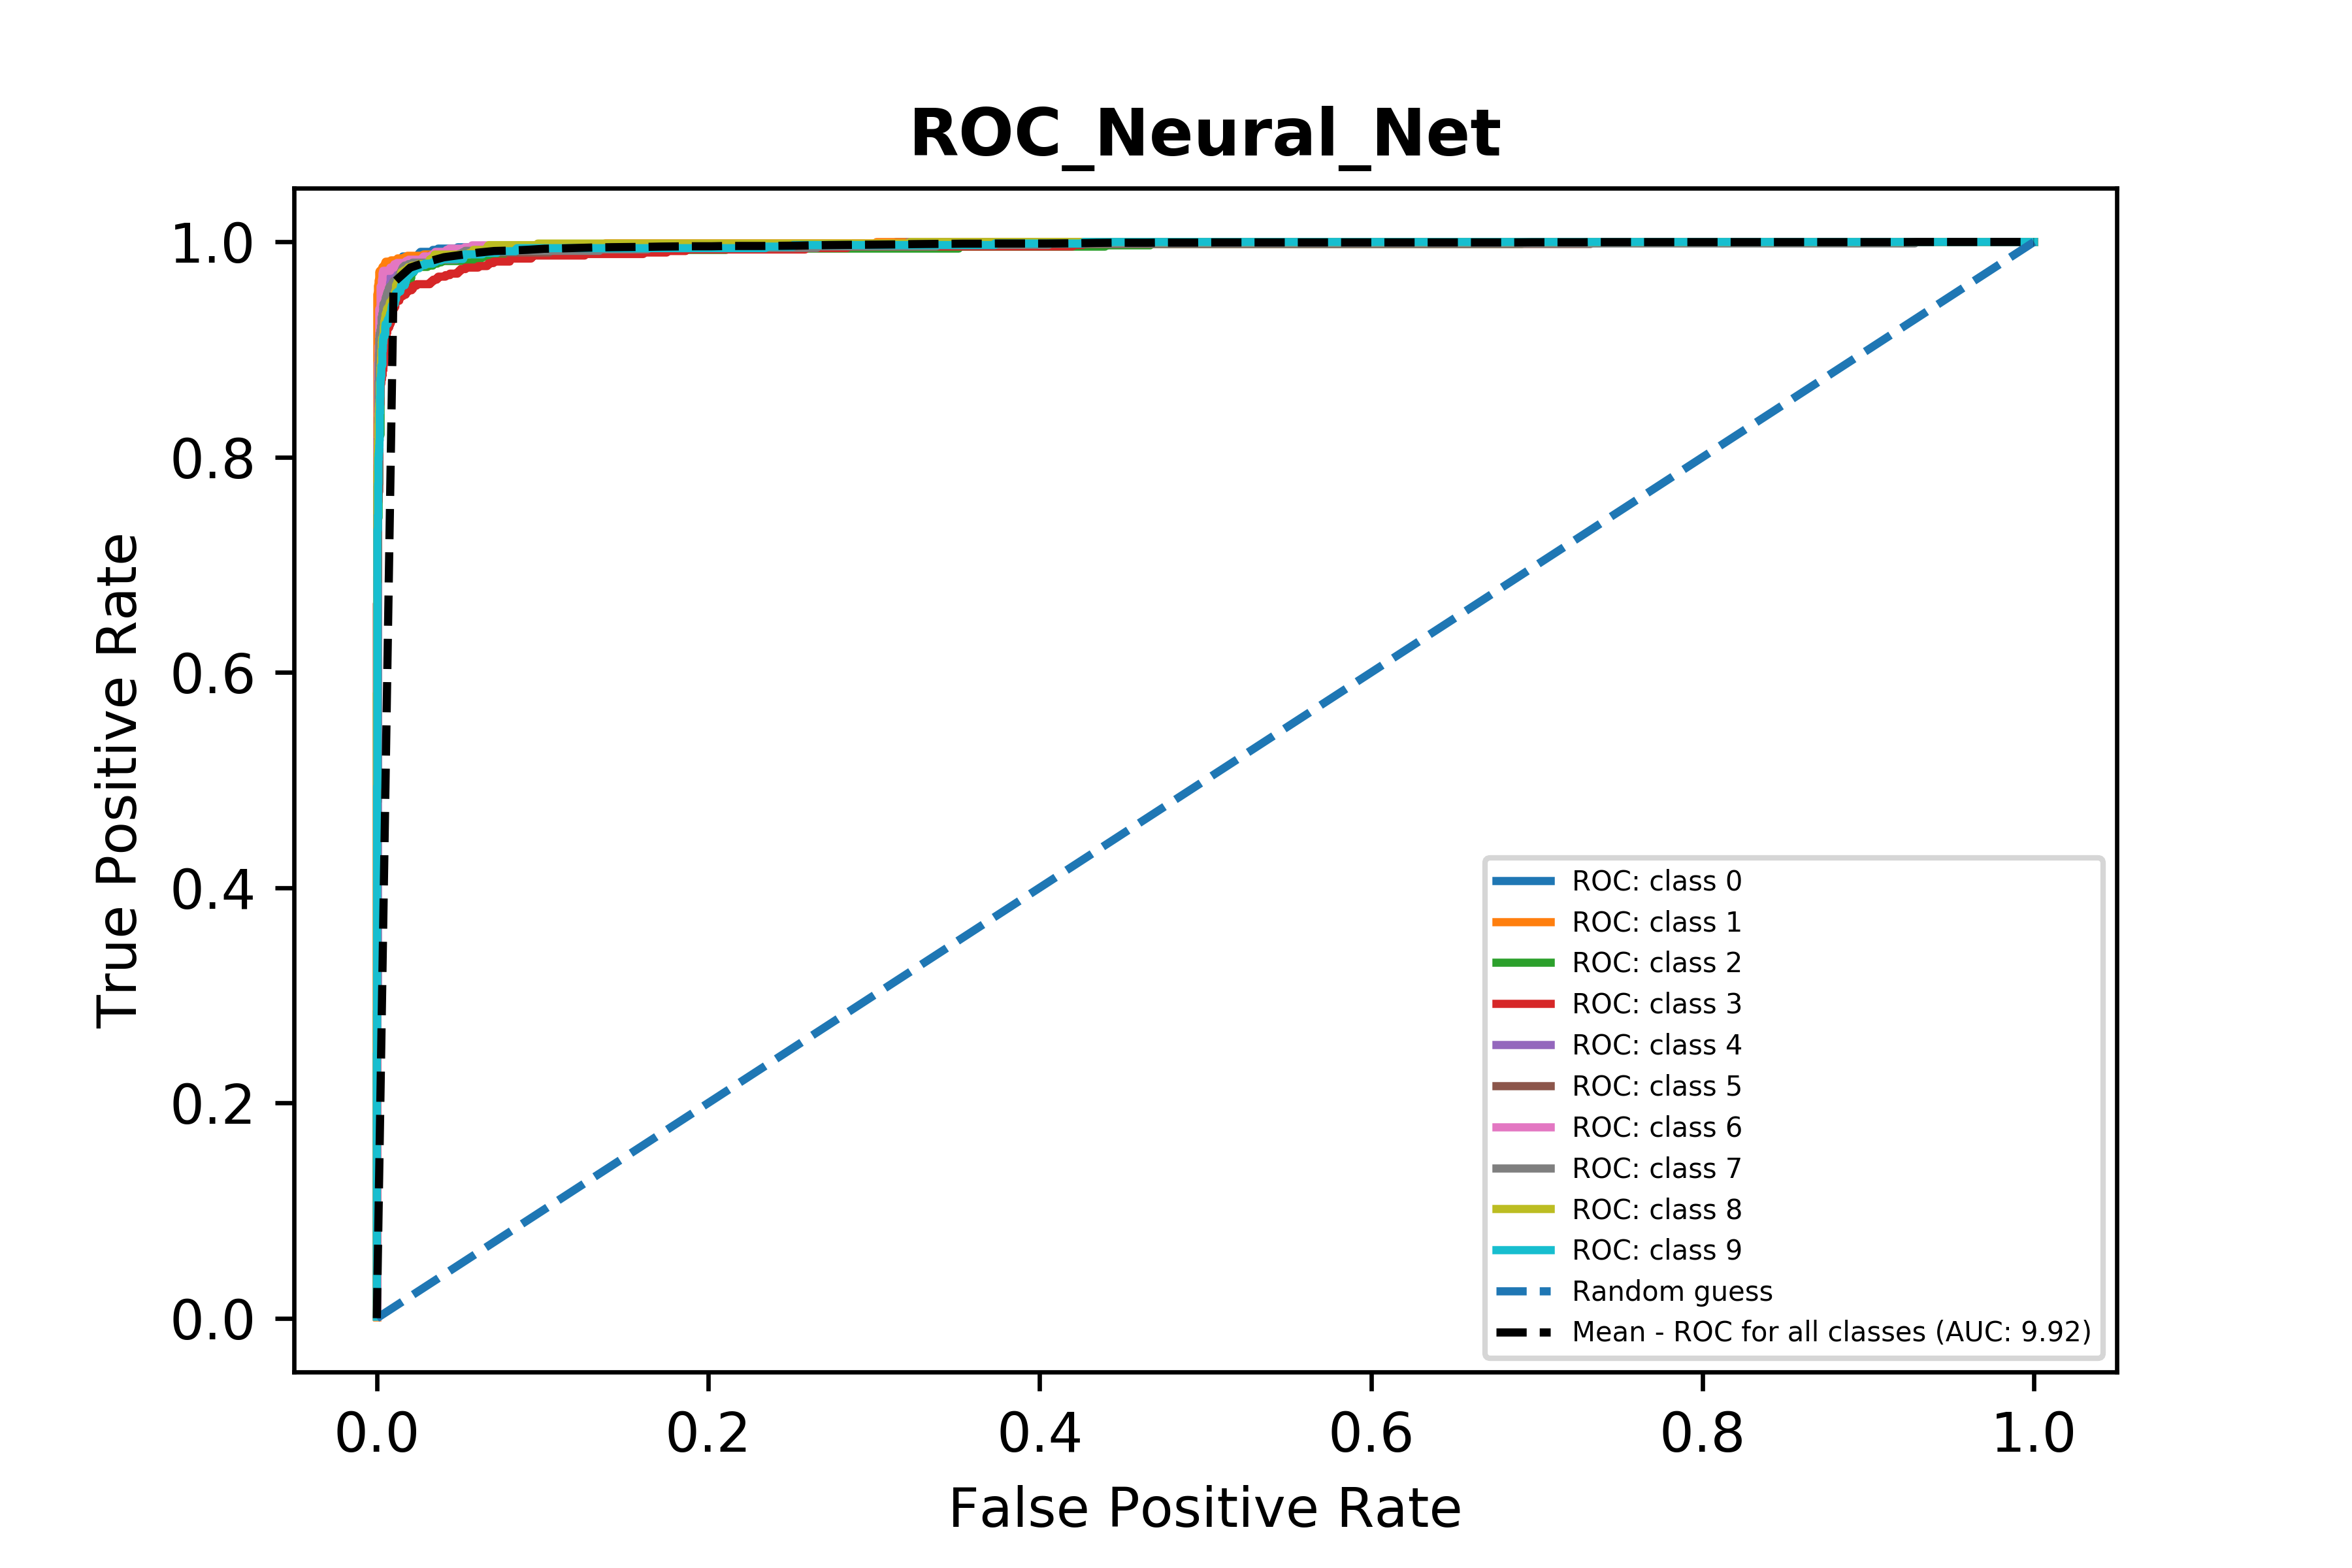 ROC_Neural_Net
1.0
0.8
0.6
0.4
0.2
0.0
True Positive Rate
0.0 0.2 0.4 0.6 0.8 1.0
False Positive Rate
ROC: class 0
ROC: class 1
ROC: class 2
ROC: class 3
ROC: class 4
ROC: class 5
ROC: class 6
ROC: class 7
ROC: class 8
ROC: class 9
Random guess
Mean - ROC for all classes (AUC: 9.92)